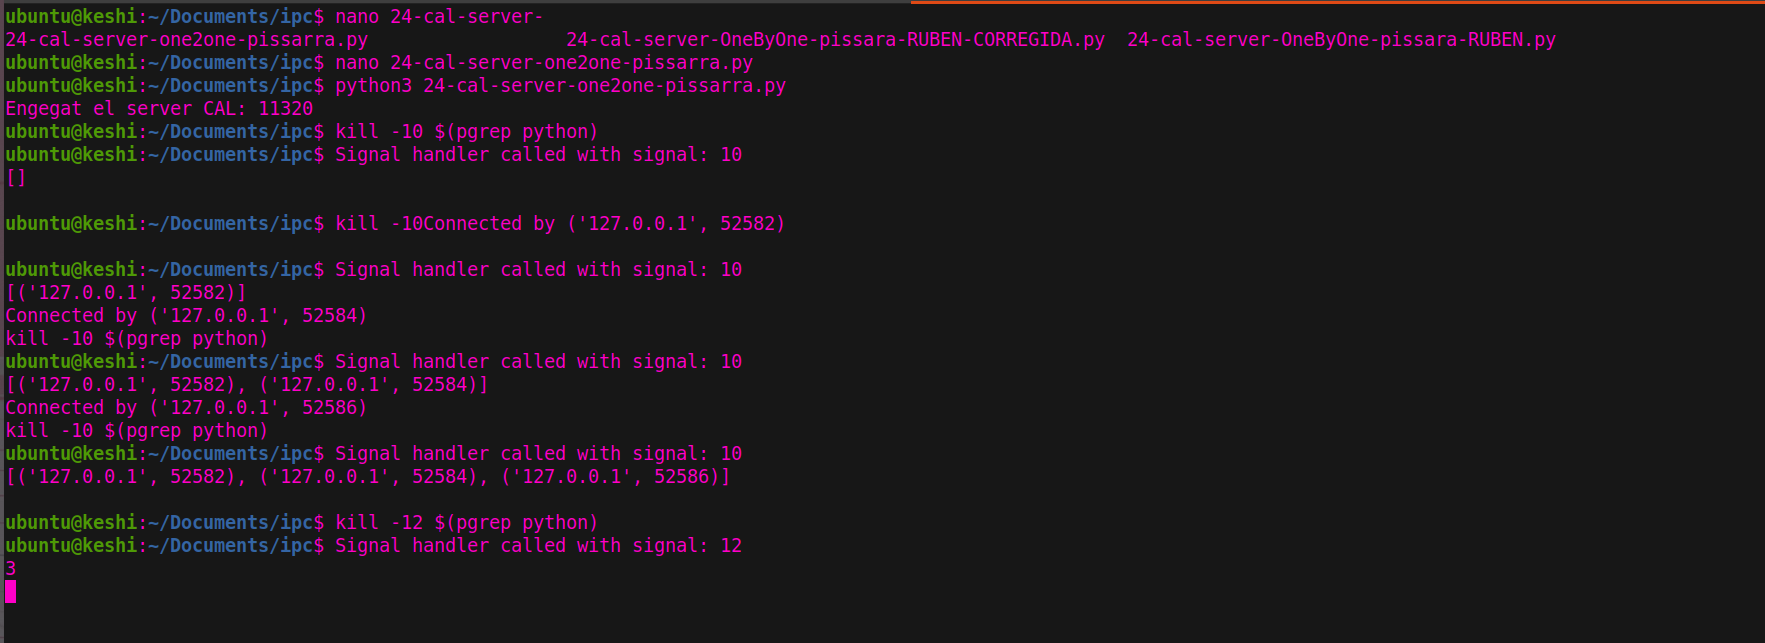 ubuntu@keshi:~/Documents/ipc$ nano 24-cal-server-
24-cal-server-one2one-pissarra.py                  24-cal-server-OneByOne-pissara-RUBEN-CORREGIDA.py  24-cal-server-OneByOne-pissara-RUBEN.py
ubuntu@keshi:~/Documents/ipc$ nano 24-cal-server-one2one-pissarra.py
ubuntu@keshi:~/Documents/ipc$ python3 24-cal-server-one2one-pissarra.py
Engegat el server CAL: 11320
ubuntu@keshi:~/Documents/ipc$ kill -10 $(pgrep python)
ubuntu@keshi:~/Documents/ipc$ Signal handler called with signal: 10
[]
ubuntu@keshi:~/Documents/ipc$ kill -10Connected by ('127.0.0.1', 52582)
ubuntu@keshi:~/Documents/ipc$ Signal handler called with signal: 10
[('127.0.0.1', 52582)]
Connected by ('127.0.0.1', 52584)
kill -10 $(pgrep python)
ubuntu@keshi:~/Documents/ipc$ Signal handler called with signal: 10
[('127.0.0.1', 52582), ('127.0.0.1', 52584)]
Connected by ('127.0.0.1', 52586)
kill -10 $(pgrep python)
ubuntu@keshi:~/Documents/ipc$ Signal handler called with signal: 10
[('127.0.0.1', 52582), ('127.0.0.1', 52584), ('127.0.0.1', 52586)]
ubuntu@keshi:~/Documents/ipc$ kill -12 $(pgrep python)
ubuntu@keshi:~/Documents/ipc$ Signal handler called with signal: 12
3